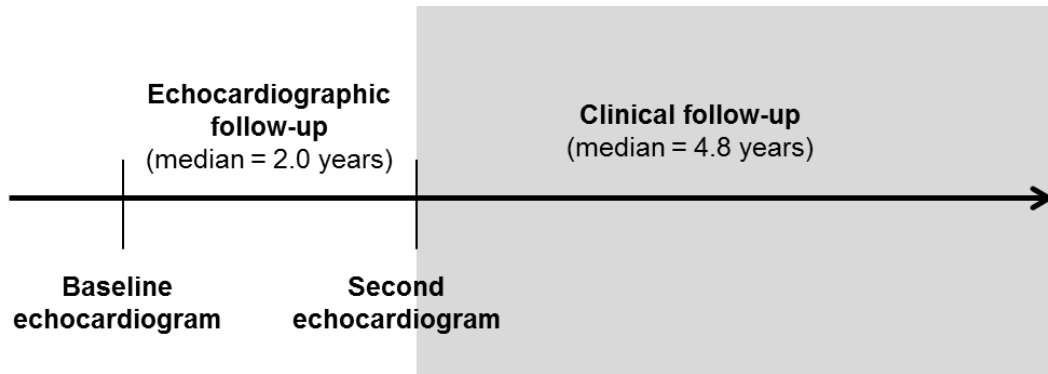 Echocardiographic
follow-up
(median = 2.0 years)
Clinical follow-up
(median = 4.8 years)
Baseline
echocardiogram
Second
echocardiogram